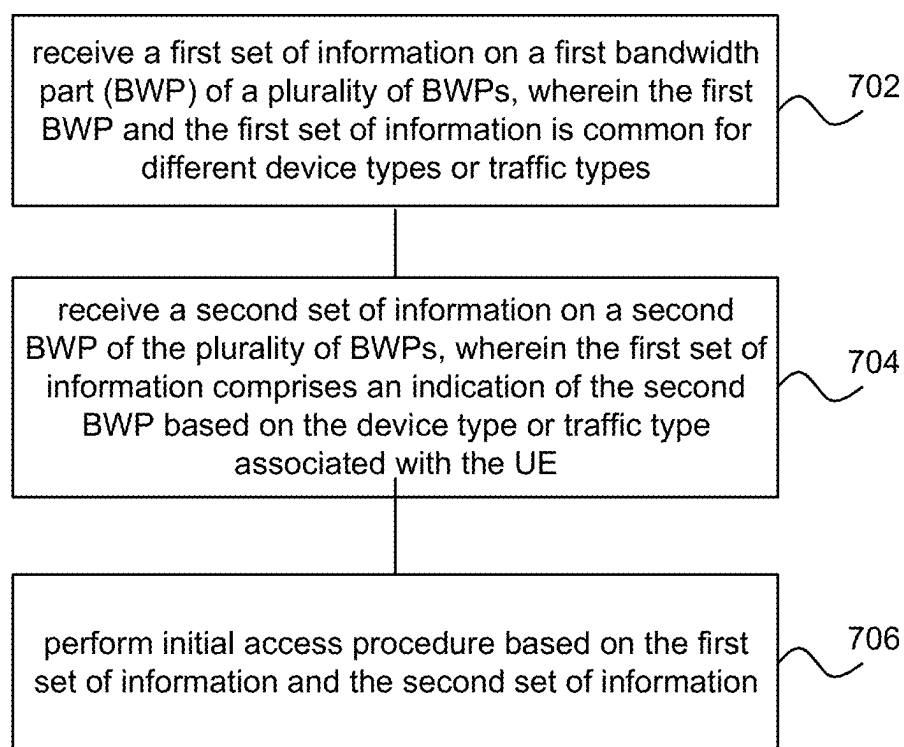 receive a first set of information on a first bandwidth
part (BWP) of a plurality of BWPs, wherein the first
BWP and the first set of information is common for
different device types or traffic types
702
receive a second set of information on a second
BWP of the plurality of BWPs, wherein the first set of
information comprises an indication of the second
BWP based on the device type or traffic type
associated with the UE
704
perform initial access procedure based on the first
set of information and the second set of information
706